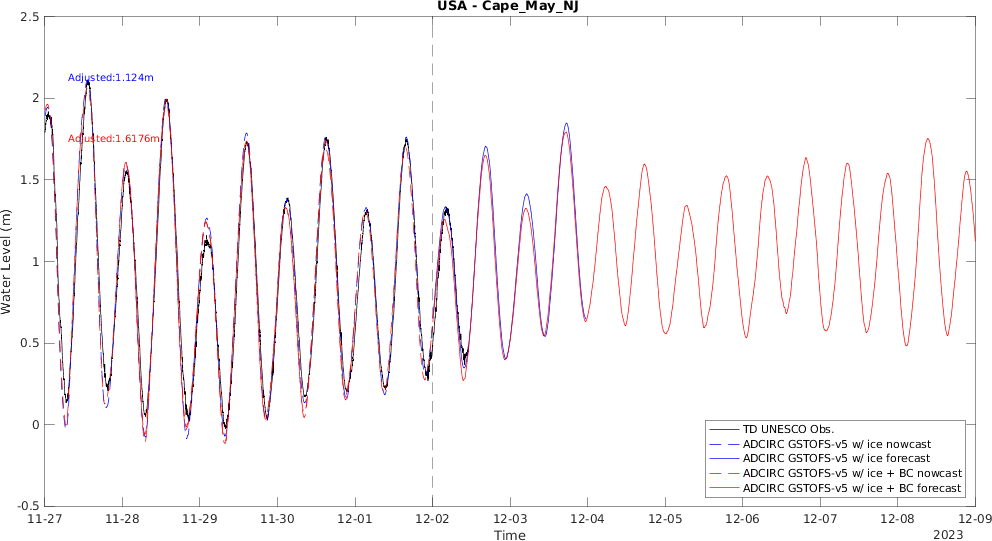 USA - Cape_May_NJ
2.5
2
1.5
1
0.5
0
-0.5
Water Level (m)
Adjusted:1.124m
Adjusted:1.6176m
TD UNESCO Obs.
ADCIRC GSTOFS-v5 w/ ice nowcast
ADCIRC GSTOFS-v5 w/ ice forecast
ADCIRC GSTOFS-v5 w/ ice + BC nowcast
ADCIRC GSTOFS-v5 w/ ice + BC forecast
11-27 11-28 11-29 11-30 12-01 12-02 12-03 12-04 12-05 12-06 12-07 12-08 12-09
Time
2023